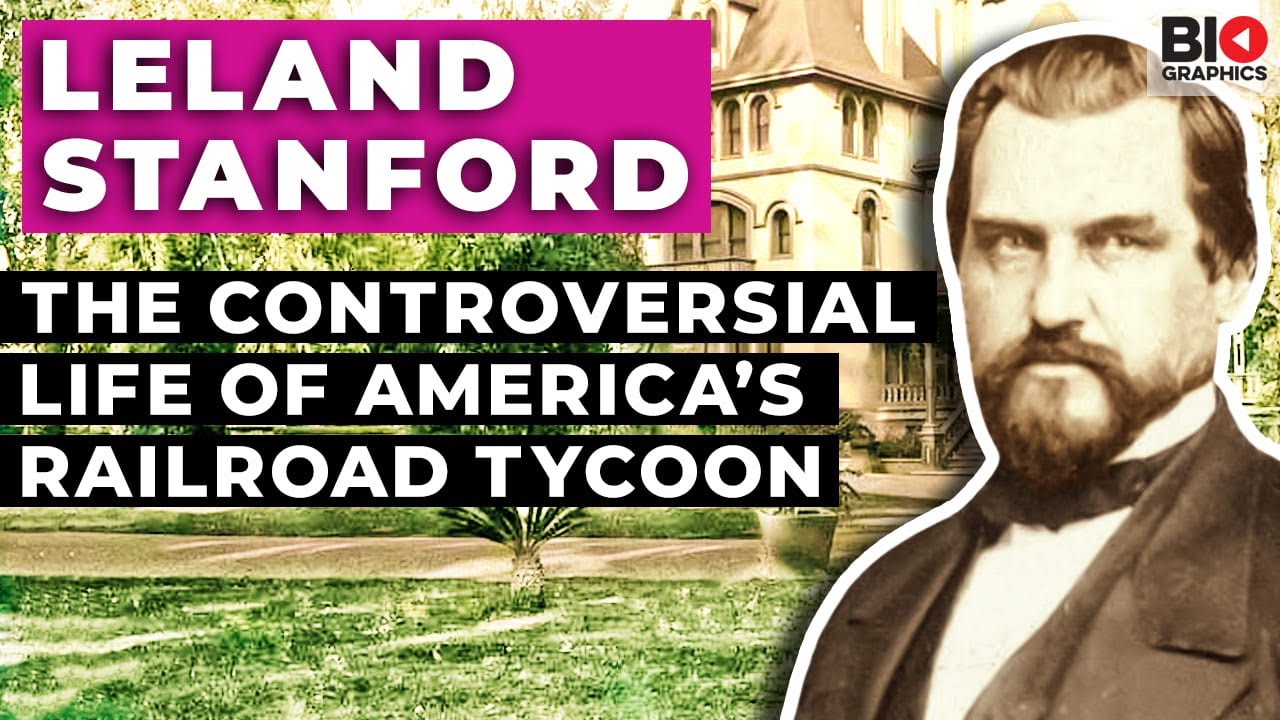 LELAND
STANFORD
THE CONTROVERSIAL
LIFE OF AMERICA’S
RAILROAD TYCOON
BIO
GRAPHICS